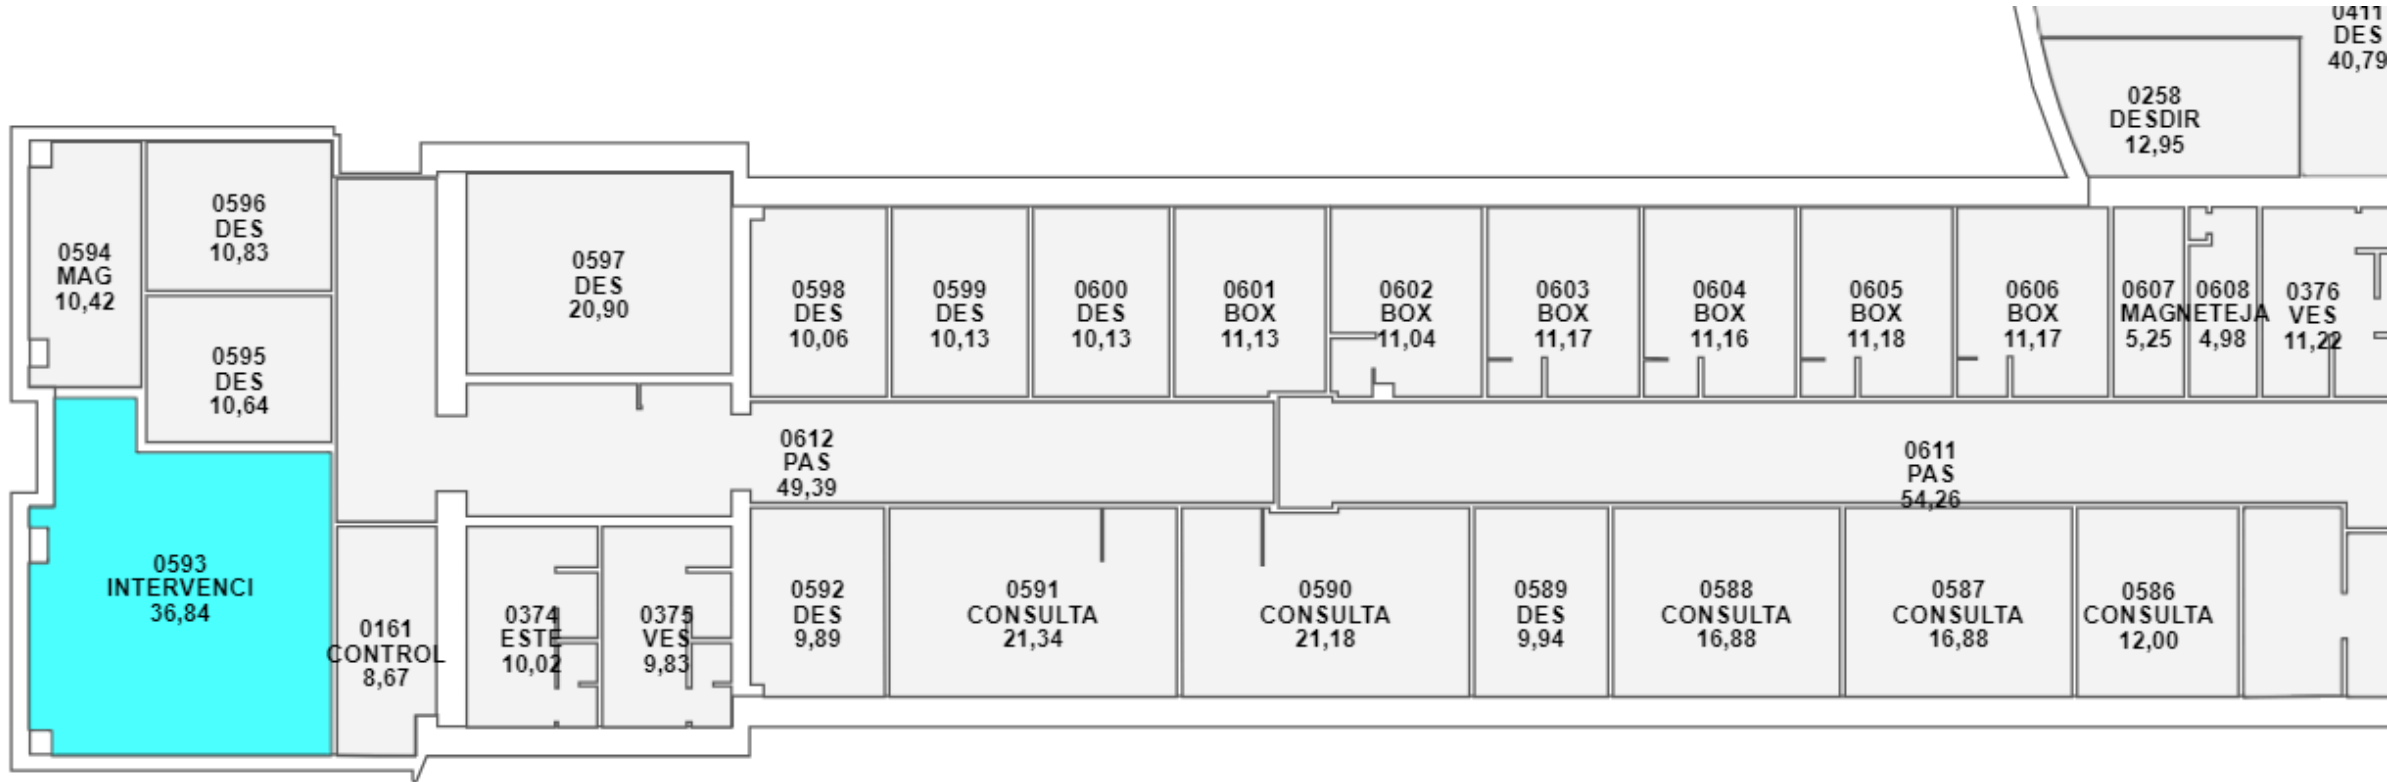 0411
DES
40,79
0258
DESDIR
12,95
0596
DES
10,83
0594
MAG
10,42
0597
DES
20,90
0598
DES
10,06
0599
DES
10,13
0600
DES
10,13
0601
BOX
11,13
0602
BOX
11,04
0603
BOX
11,17
0604
BOX
11,16
0605
BOX
11,18
0606
BOX
11,17
0607
MAG
5,25
0608
NETEJA
4,98
0376
VES
11,22
0595
DES
10,64
0612
PAS
49,39
0611
PAS
54,26
0593
INTERVENCI
36,84
0161
CONTROL
8,67
0374
ESTE
10,02
0375
VES
9,83
0592
DES
9,89
0591
CONSULTA
21,34
0590
CONSULTA
21,18
0589
DES
9,94
0588
CONSULTA
16,88
0587
CONSULTA
16,88
0586
CONSULTA
12,00